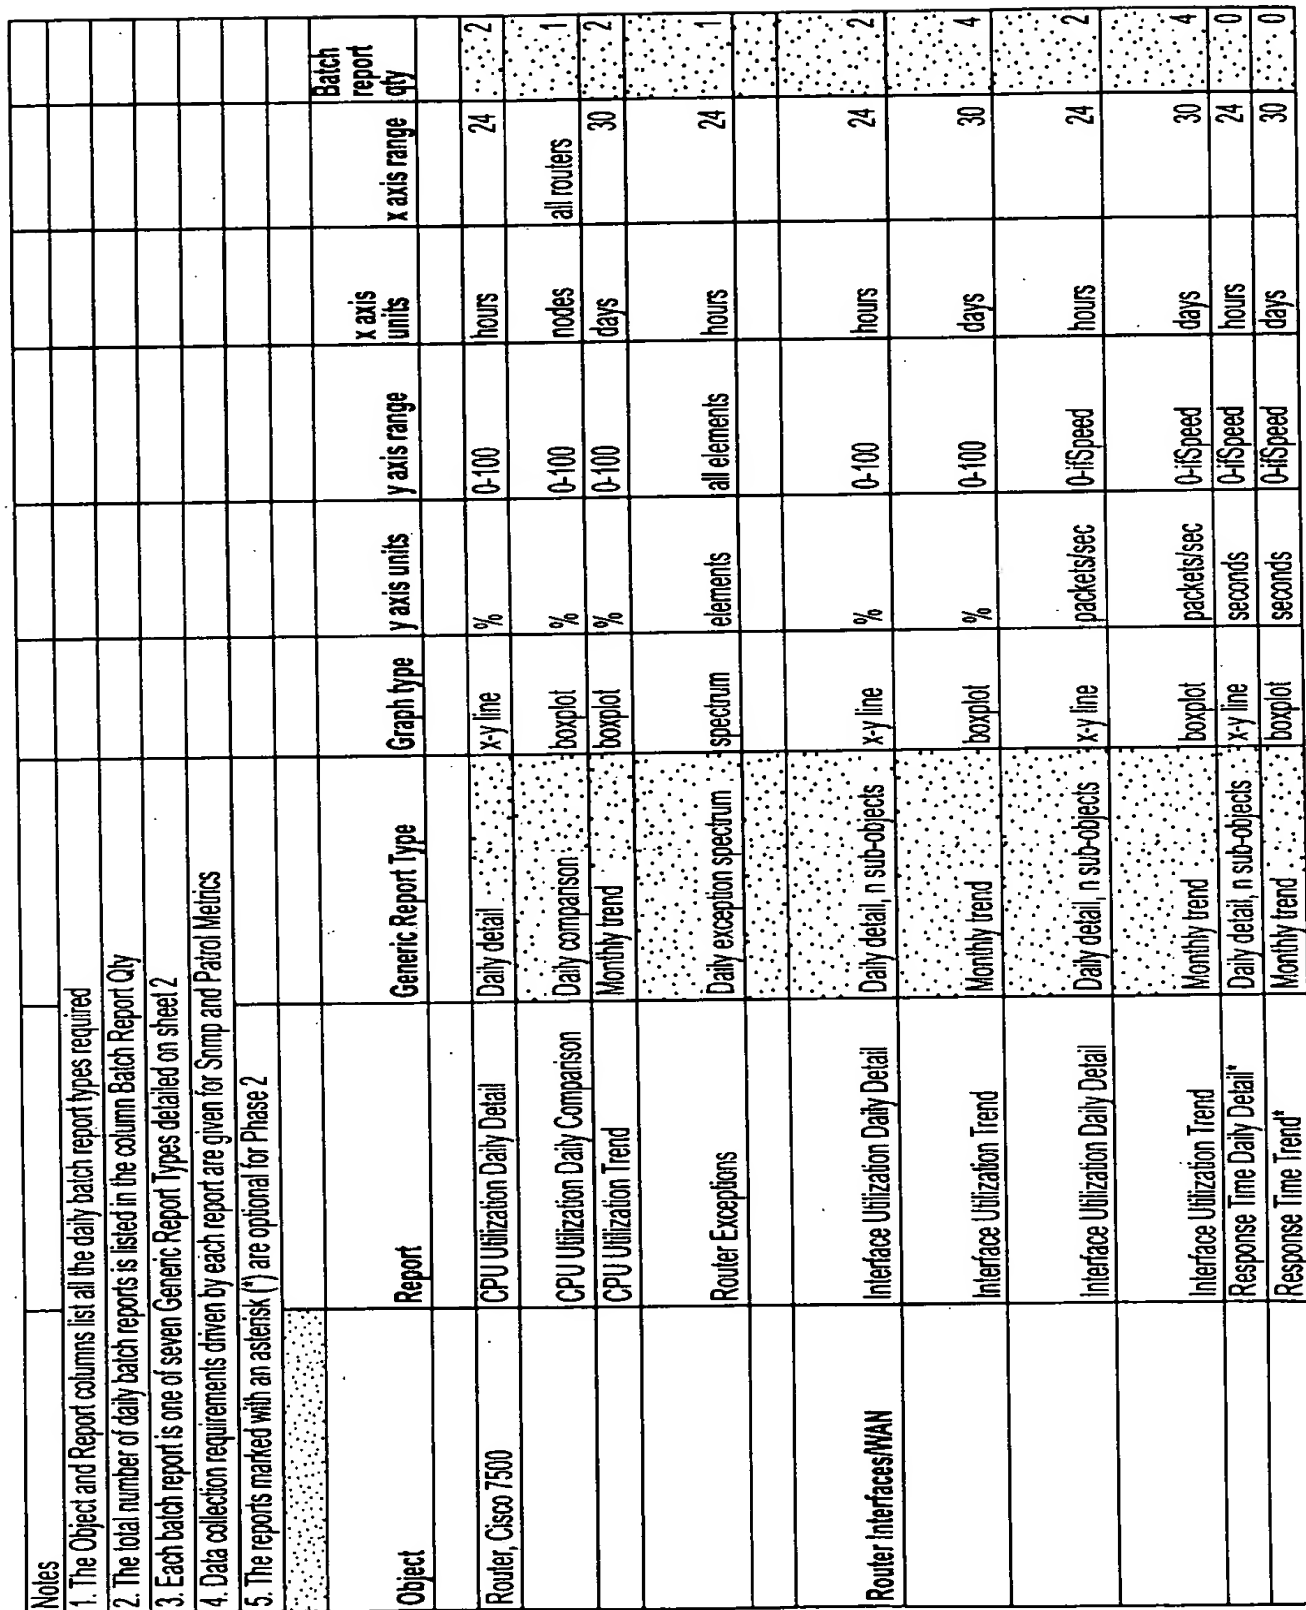 Notes
1. The Object and Report columns list all the daily batch report types required
2. The total number of daily batch reports is listed in the column Batch Report Qty
3. Each batch report is one of seven Generic Report Types detailed on sheet 2
4. Data collection requirements driven by each report are given for Snmp and Patrol Metrics
5. The reports marked with an asterisk (*) are optional for Phase 2
Object Report Generic Report Type Graph type y axis units y axis range x axis units x axis range Batch report qty
Router, Cisco 7500 CPU Utilization Daily Detail Daily detail x-y line % 0-100 hours 24 2
CPU Utilization Daily Comparison Daily comparison boxplot % 0-100 nodes all routers 1
CPU Utilization Trend Monthly trend boxplot % 0-100 days 30 2
Router Exceptions Daily exception spectrum spectrum elements all elements hours 24 1
Router Interfaces/WAN Interface Utilization Daily Detail Daily detail, n sub-objects x-y line % 0-100 hours 24 2
Interface Utilization Trend Monthly trend boxplot % 0-100 days 30 4
Interface Utilization Daily Detail Daily detail, n sub-objects x-y line packets/sec 0-ifSpeed hours 24 2
Interface Utilization Trend Monthly trend boxplot packets/sec 0-ifSpeed days 30 4
Response Time Daily Detail* Daily detail, n sub-objects x-y line seconds 0-ifSpeed hours 24 0
Response Time Trend* Monthly trend boxplot seconds 0-ifSpeed days 30 0